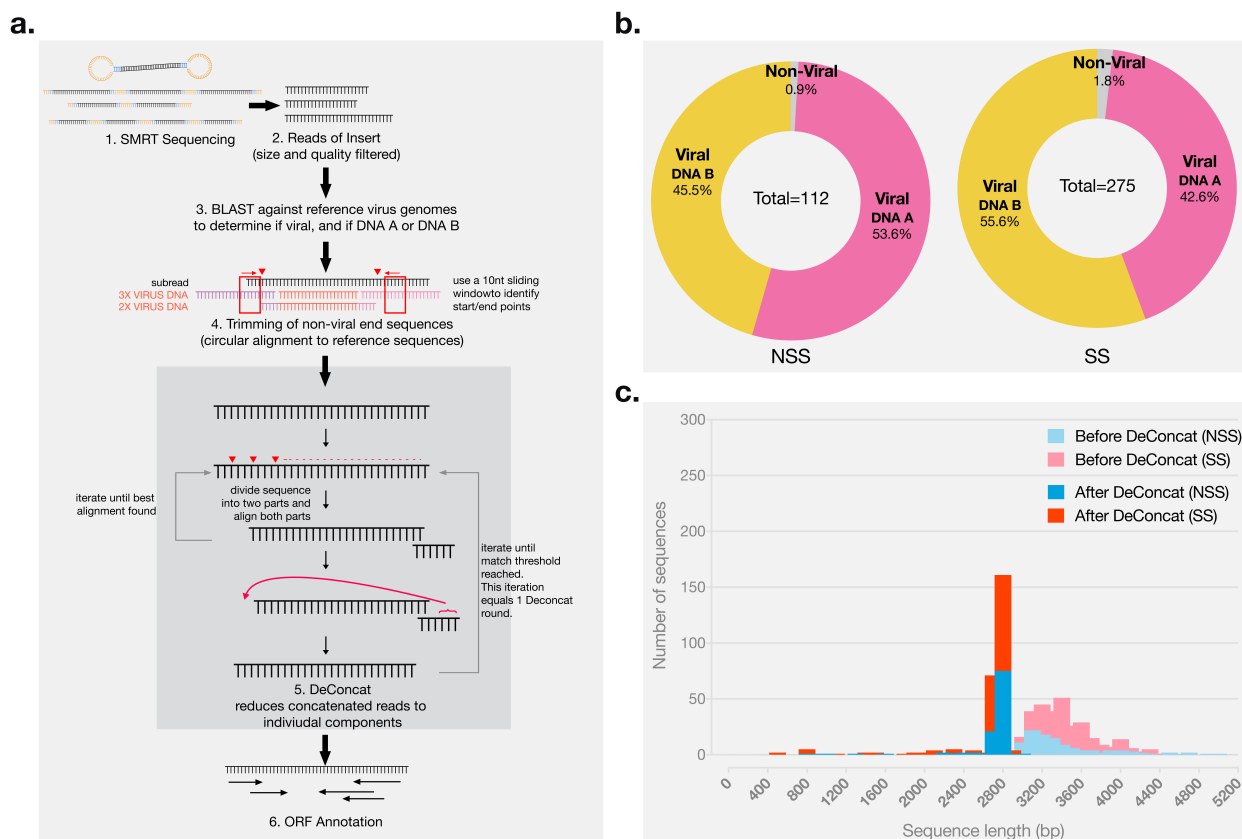 a.
1. SMRT Sequencing
2. Reads of Insert
(size and quality filtered)
3. BLAST against reference virus genomes
to determine if viral, and if DNA A or DNA B
subread
3X VIRUS DNA
2X VIRUS DNA
use a 10nt sliding
windowto identify
start/end points
4. Trimming of non-viral end sequences
(circular alignment to reference sequences)
iterate until best
alignment found
divide sequence
into two parts and
align both parts
iterate until
match threshold
reached.
This iteration
equals 1 Deconcat
round.
5. DeConcat
reduces concatenated reads to
indiviudal components
6. ORF Annotation
b.
Non-Viral
0.9%
Viral
DNA B
45.5%
Total=112
Viral
DNA A
53.6%
NSS
Non-Viral
1.8%
Viral
DNA B
55.6%
Total=275
Viral
DNA A
42.6%
SS
c.
Number of sequences
300
250
200
150
100
50
0
Before DeConcat (NSS)
Before DeConcat (SS)
After DeConcat (NSS)
After DeConcat (SS)
0 400 800 1200 1600 2000 2400 2800 3200 3600 4000 4400 4800 5200
Sequence length (bp)